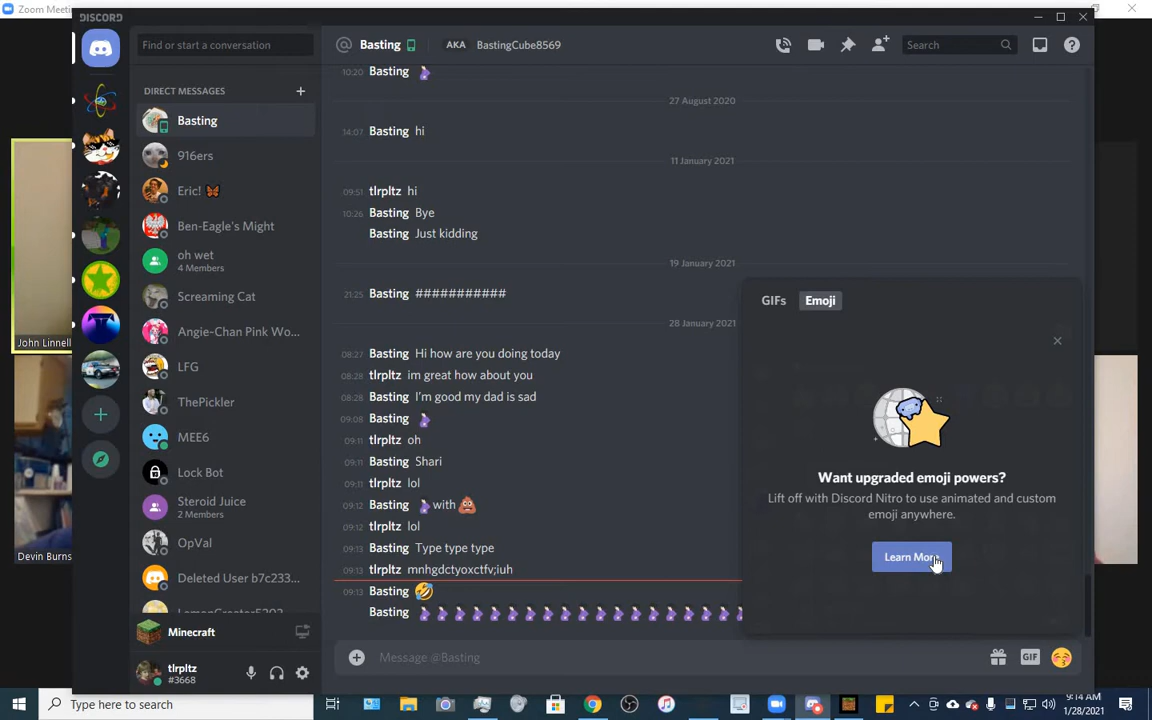 Zoom Meeti
DISCORD
Find or start a conversation
Basting
AKA BastingCube8569
Search
DIRECT MESSAGES
Basting
916ers
Eric! 🦋
Ben-Eagle's Might
oh wet
4 Members
Screaming Cat
Angie-Chan Pink Wo...
LFG
ThePickler
MEE6
Lock Bot
Steroid Juice
2 Members
OpVal
Deleted User b7c233...
Minecraft
tlrpltz
#3668
10:20 Basting
27 August 2020
14:07 Basting hi
11 January 2021
09:51 tlrpltz hi
10:26 Basting Bye
Basting Just kidding
19 January 2021
21:25 Basting ###########
28 January 2021
08:27 Basting Hi how are you doing today
08:28 tlrpltz im great how about you
08:28 Basting I'm good my dad is sad
09:08 Basting
09:11 tlrpltz oh
09:11 Basting Shari
09:11 tlrpltz lol
09:12 Basting with 💩
09:12 tlrpltz lol
09:13 Basting Type type type
09:13 tlrpltz mnhgdctyoxctfv;iuh
09:13 Basting 🤣
Basting
Message @Basting
GIF
GIFs Emoji
Want upgraded emoji powers?
Lift off with Discord Nitro to use animated and custom
emoji anywhere.
Learn More
John Linnell
Devin Burns
Type here to search
9:14 AM
1/28/2021